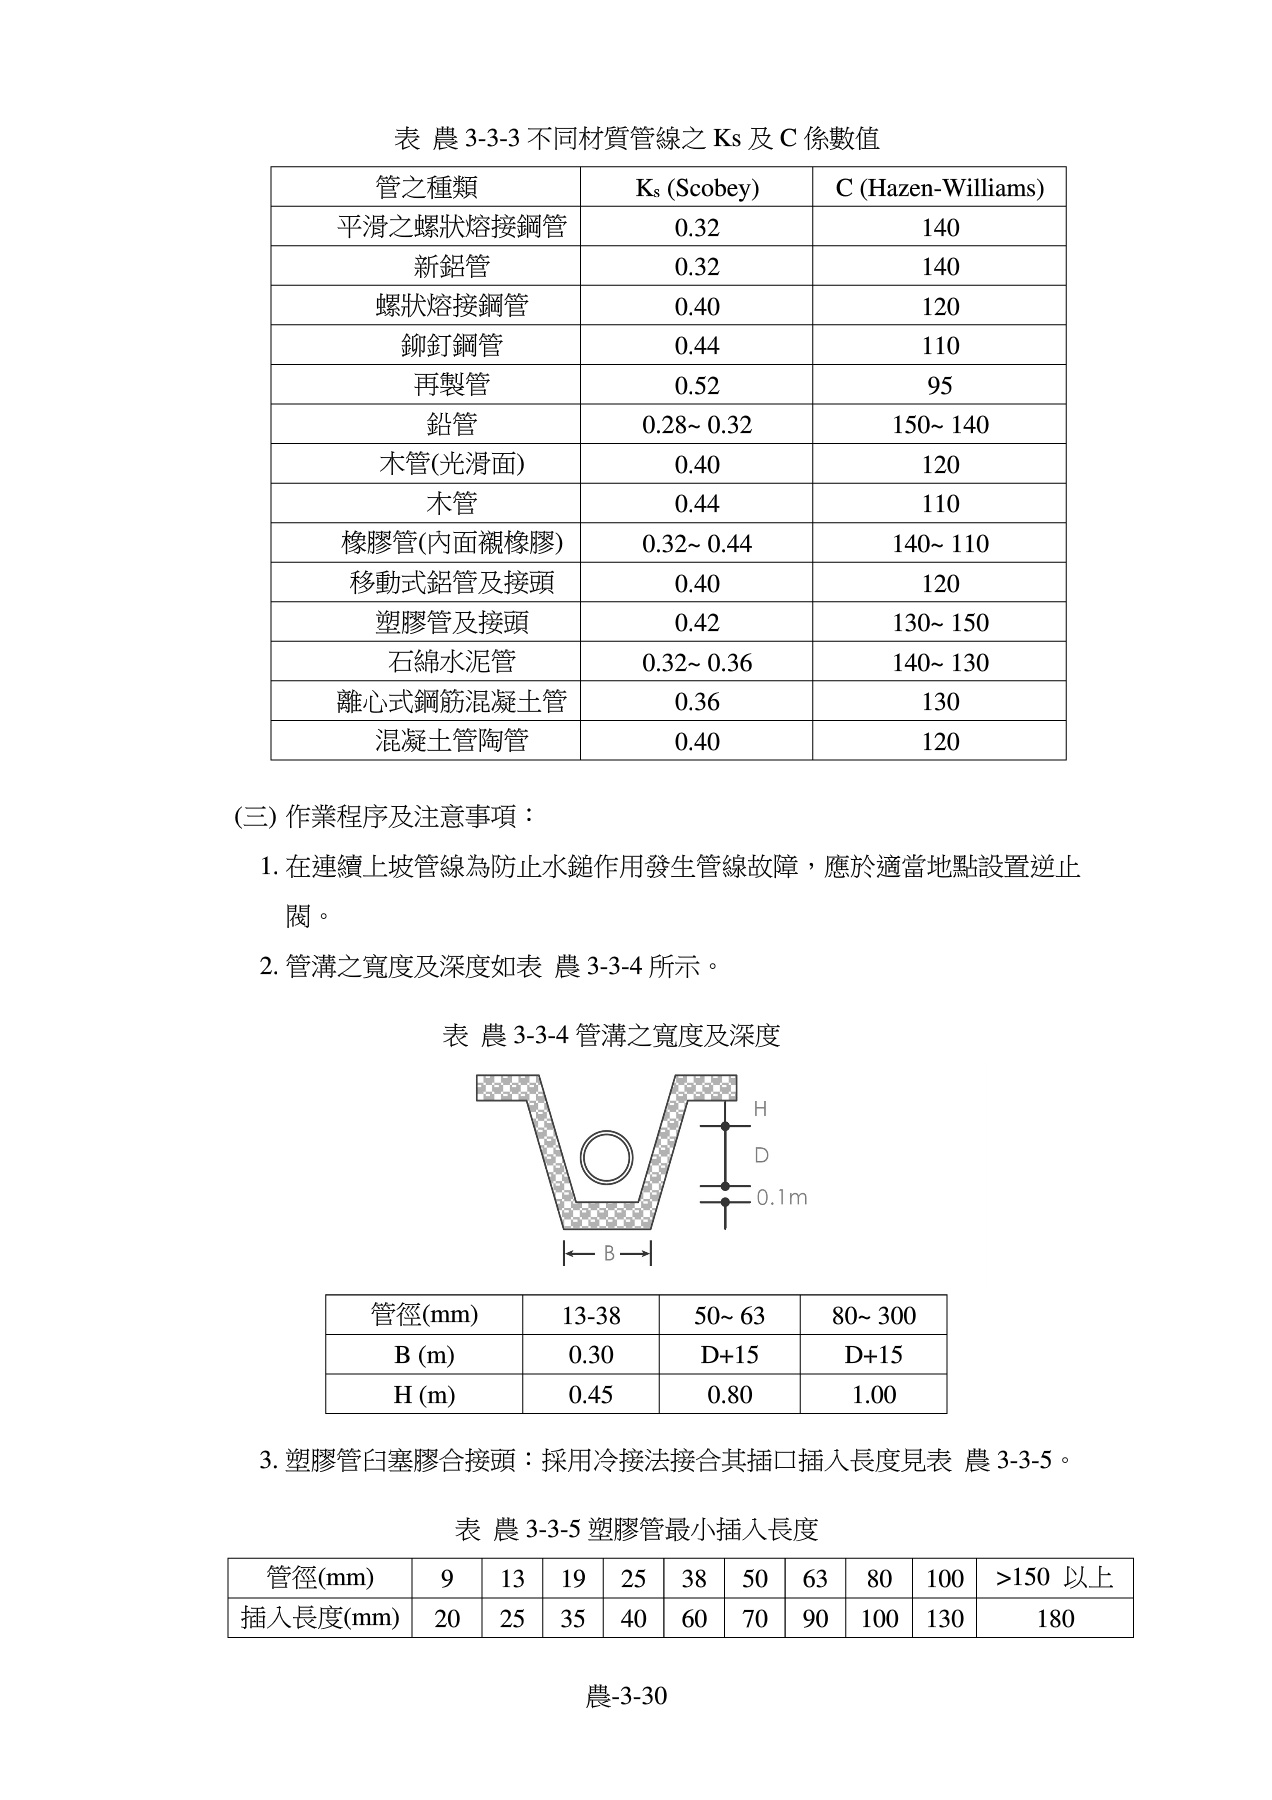 表 農 3-3-3 不同材質管線之 Ks 及 C 係數值
管之種類 Ks (Scobey) C (Hazen-Williams)
平滑之螺狀熔接鋼管 0.32 140
新鋁管 0.32 140
螺狀熔接鋼管 0.40 120
鉚釘鋼管 0.44 110
再製管 0.52 95
鉛管 0.28~ 0.32 150~ 140
木管(光滑面) 0.40 120
木管 0.44 110
橡膠管(內面襯橡膠) 0.32~ 0.44 140~ 110
移動式鋁管及接頭 0.40 120
塑膠管及接頭 0.42 130~ 150
石綿水泥管 0.32~ 0.36 140~ 130
離心式鋼筋混凝土管 0.36 130
混凝土管陶管 0.40 120
(三) 作業程序及注意事項：
1. 在連續上坡管線為防止水鎚作用發生管線故障，應於適當地點設置逆止
閥。
2. 管溝之寬度及深度如表 農 3-3-4 所示。
表 農 3-3-4 管溝之寬度及深度
H
D
0.1m
B
管徑(mm) 13-38 50~ 63 80~ 300
B (m) 0.30 D+15 D+15
H (m) 0.45 0.80 1.00
3. 塑膠管臼塞膠合接頭：採用冷接法接合其插口插入長度見表 農 3-3-5。
表 農 3-3-5 塑膠管最小插入長度
管徑(mm) 9 13 19 25 38 50 63 80 100 >150 以上
插入長度(mm) 20 25 35 40 60 70 90 100 130 180
農-3-30